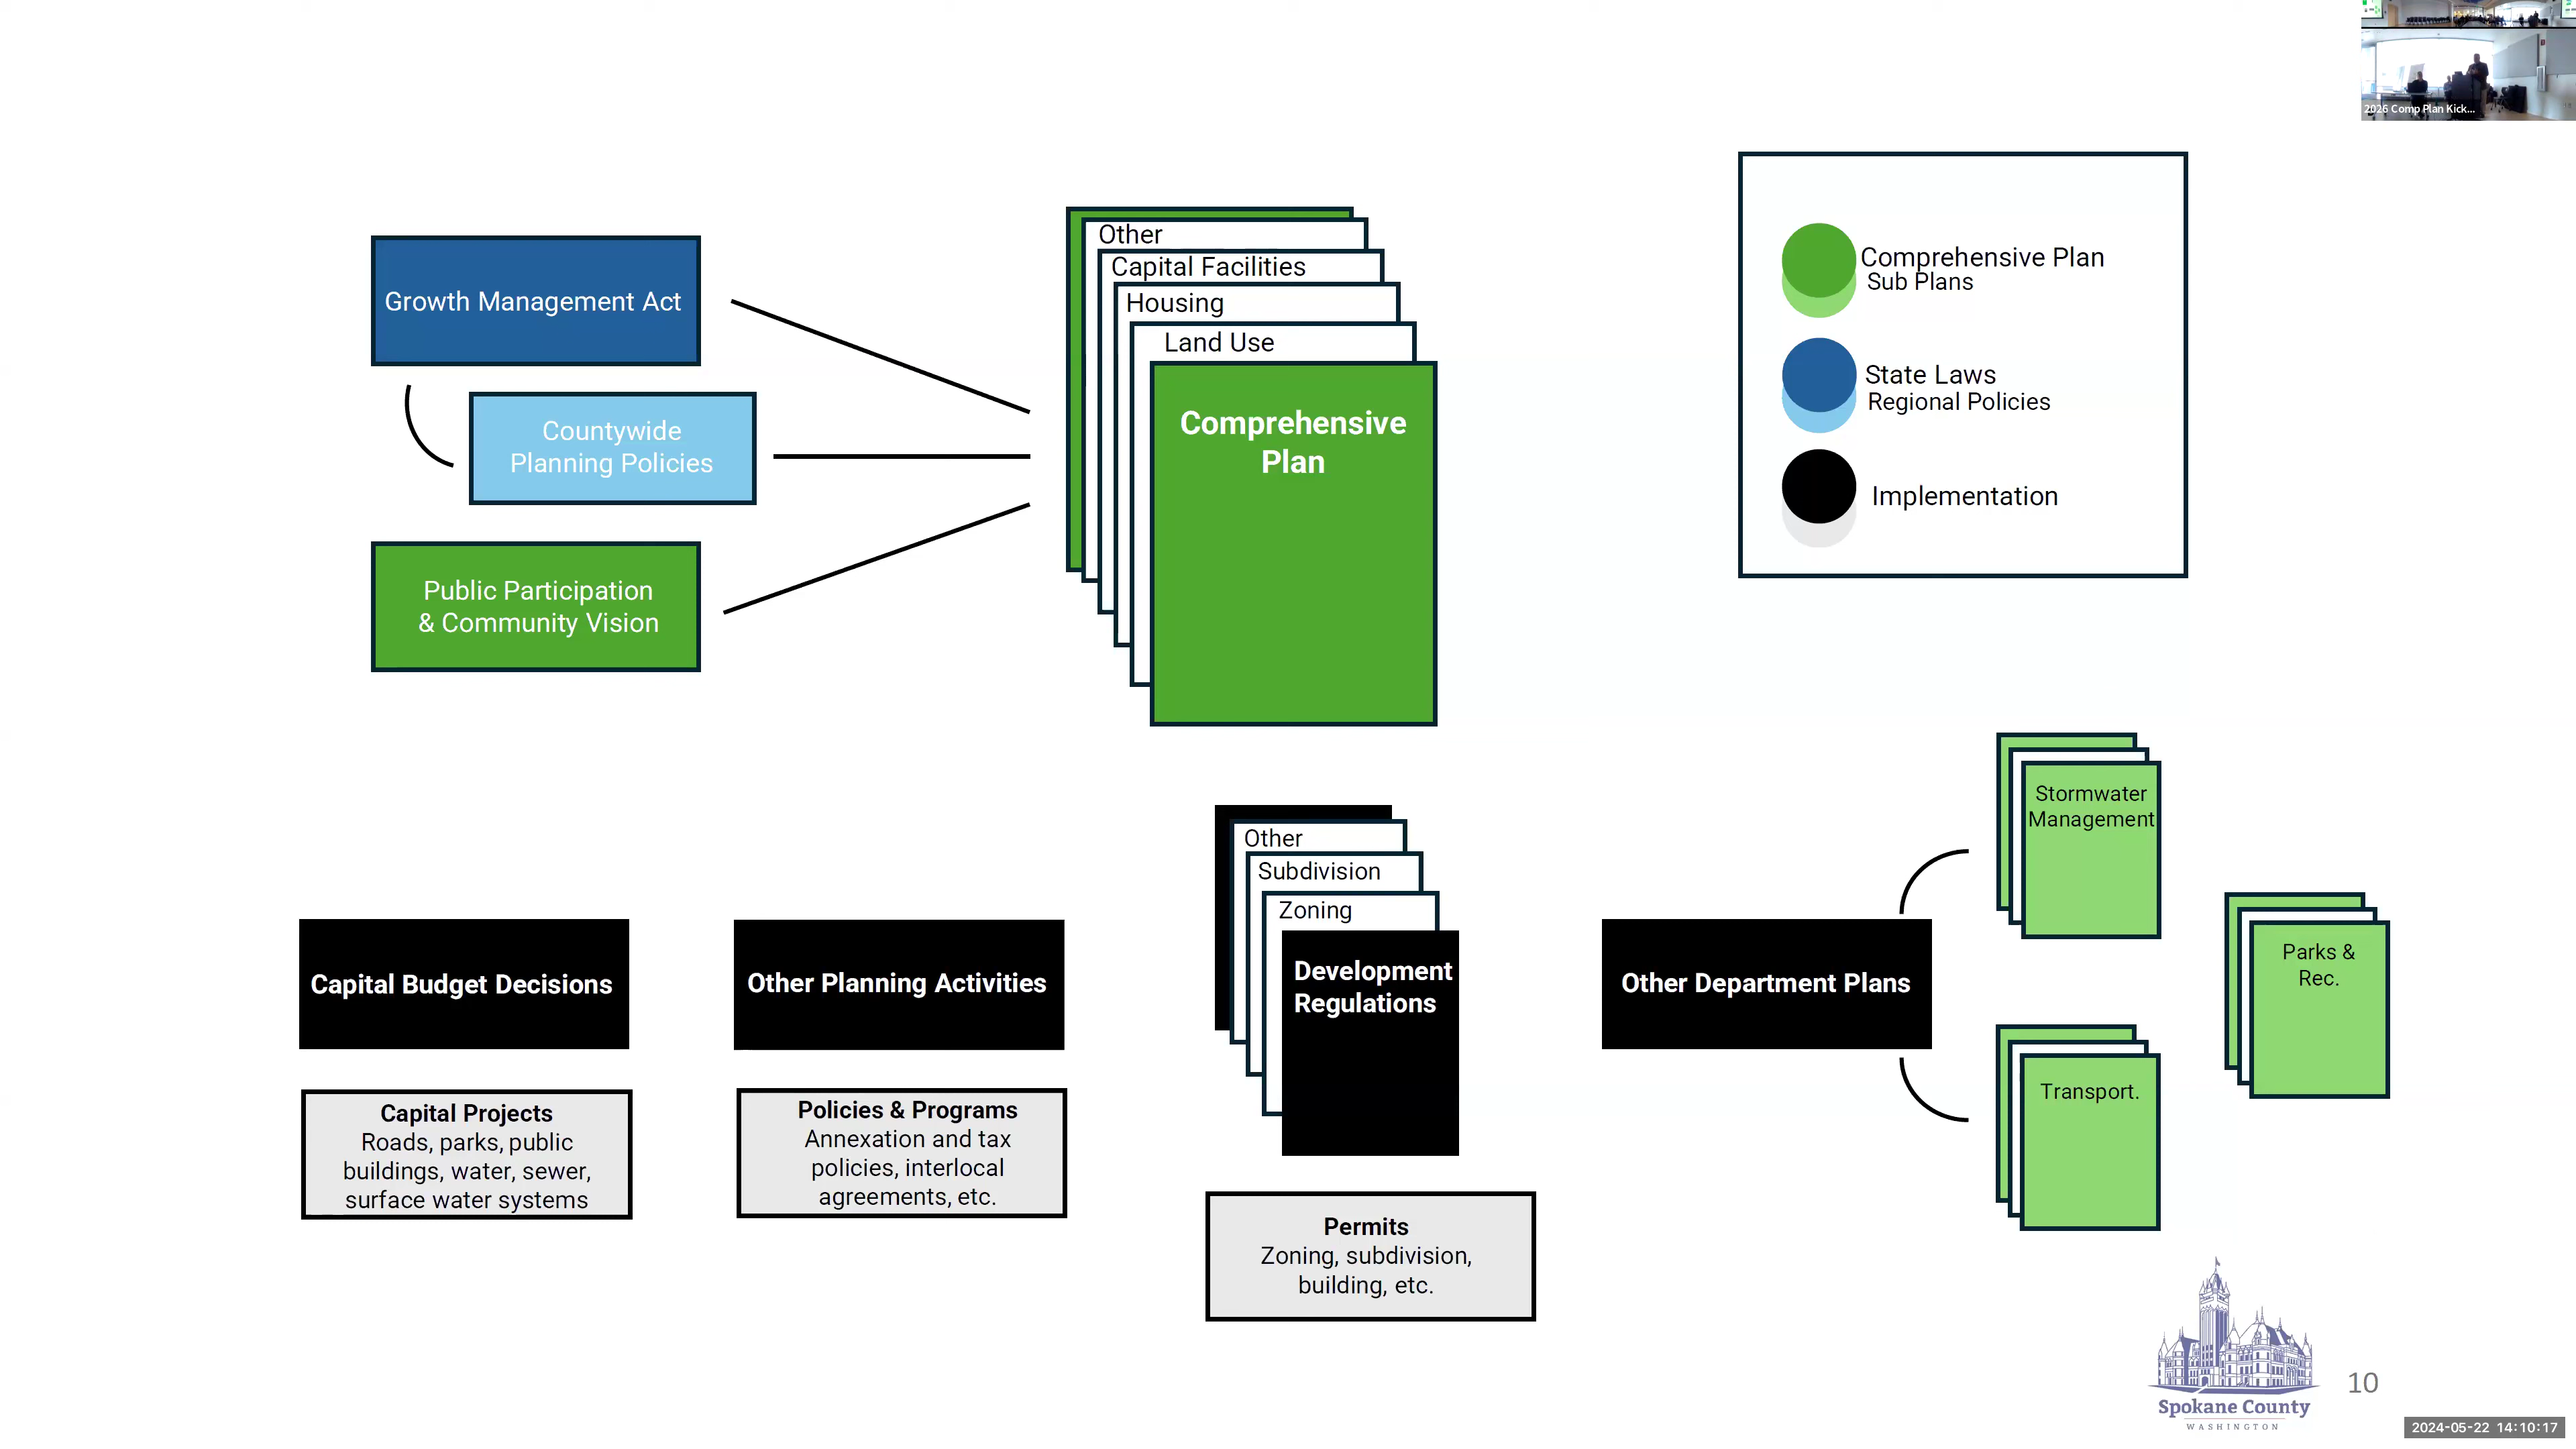 2026 Comp Plan Kick...
Growth Management Act
Countywide
Planning Policies
Public Participation
& Community Vision
Other
Capital Facilities
Housing
Land Use
Comprehensive
Plan
Comprehensive Plan
Sub Plans
State Laws
Regional Policies
Implementation
Capital Budget Decisions
Capital Projects
Roads, parks, public
buildings, water, sewer,
surface water systems
Other Planning Activities
Policies & Programs
Annexation and tax
policies, interlocal
agreements, etc.
Other
Subdivision
Zoning
Development
Regulations
Permits
Zoning, subdivision,
building, etc.
Other Department Plans
Stormwater
Management
Parks &
Rec.
Transport.
Spokane County
WASHINGTON
10
2024-05-22 14:10:17